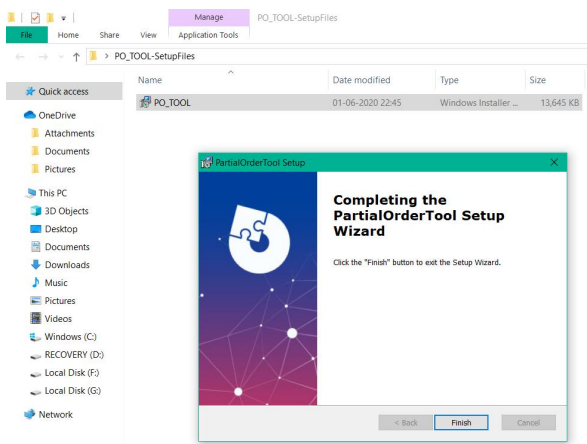 Manage
PO_TOOL-SetupFiles
File
Home
Share
View
Application Tools
PO_TOOL-SetupFiles
Name
Date modified
Type
Size
Quick access
PO_TOOL
01-06-2020 22:45
Windows Installer ...
13,645 KB
OneDrive
Attachments
Documents
Pictures
This PC
3D Objects
Desktop
Documents
Downloads
Music
Pictures
Videos
Windows (C:)
RECOVERY (D:)
Local Disk (F:)
Local Disk (G:)
Network
PartialOrderTool Setup
Completing the
PartialOrderTool Setup
Wizard
Click the "Finish" button to exit the Setup Wizard.
< Back
Finish
Cancel